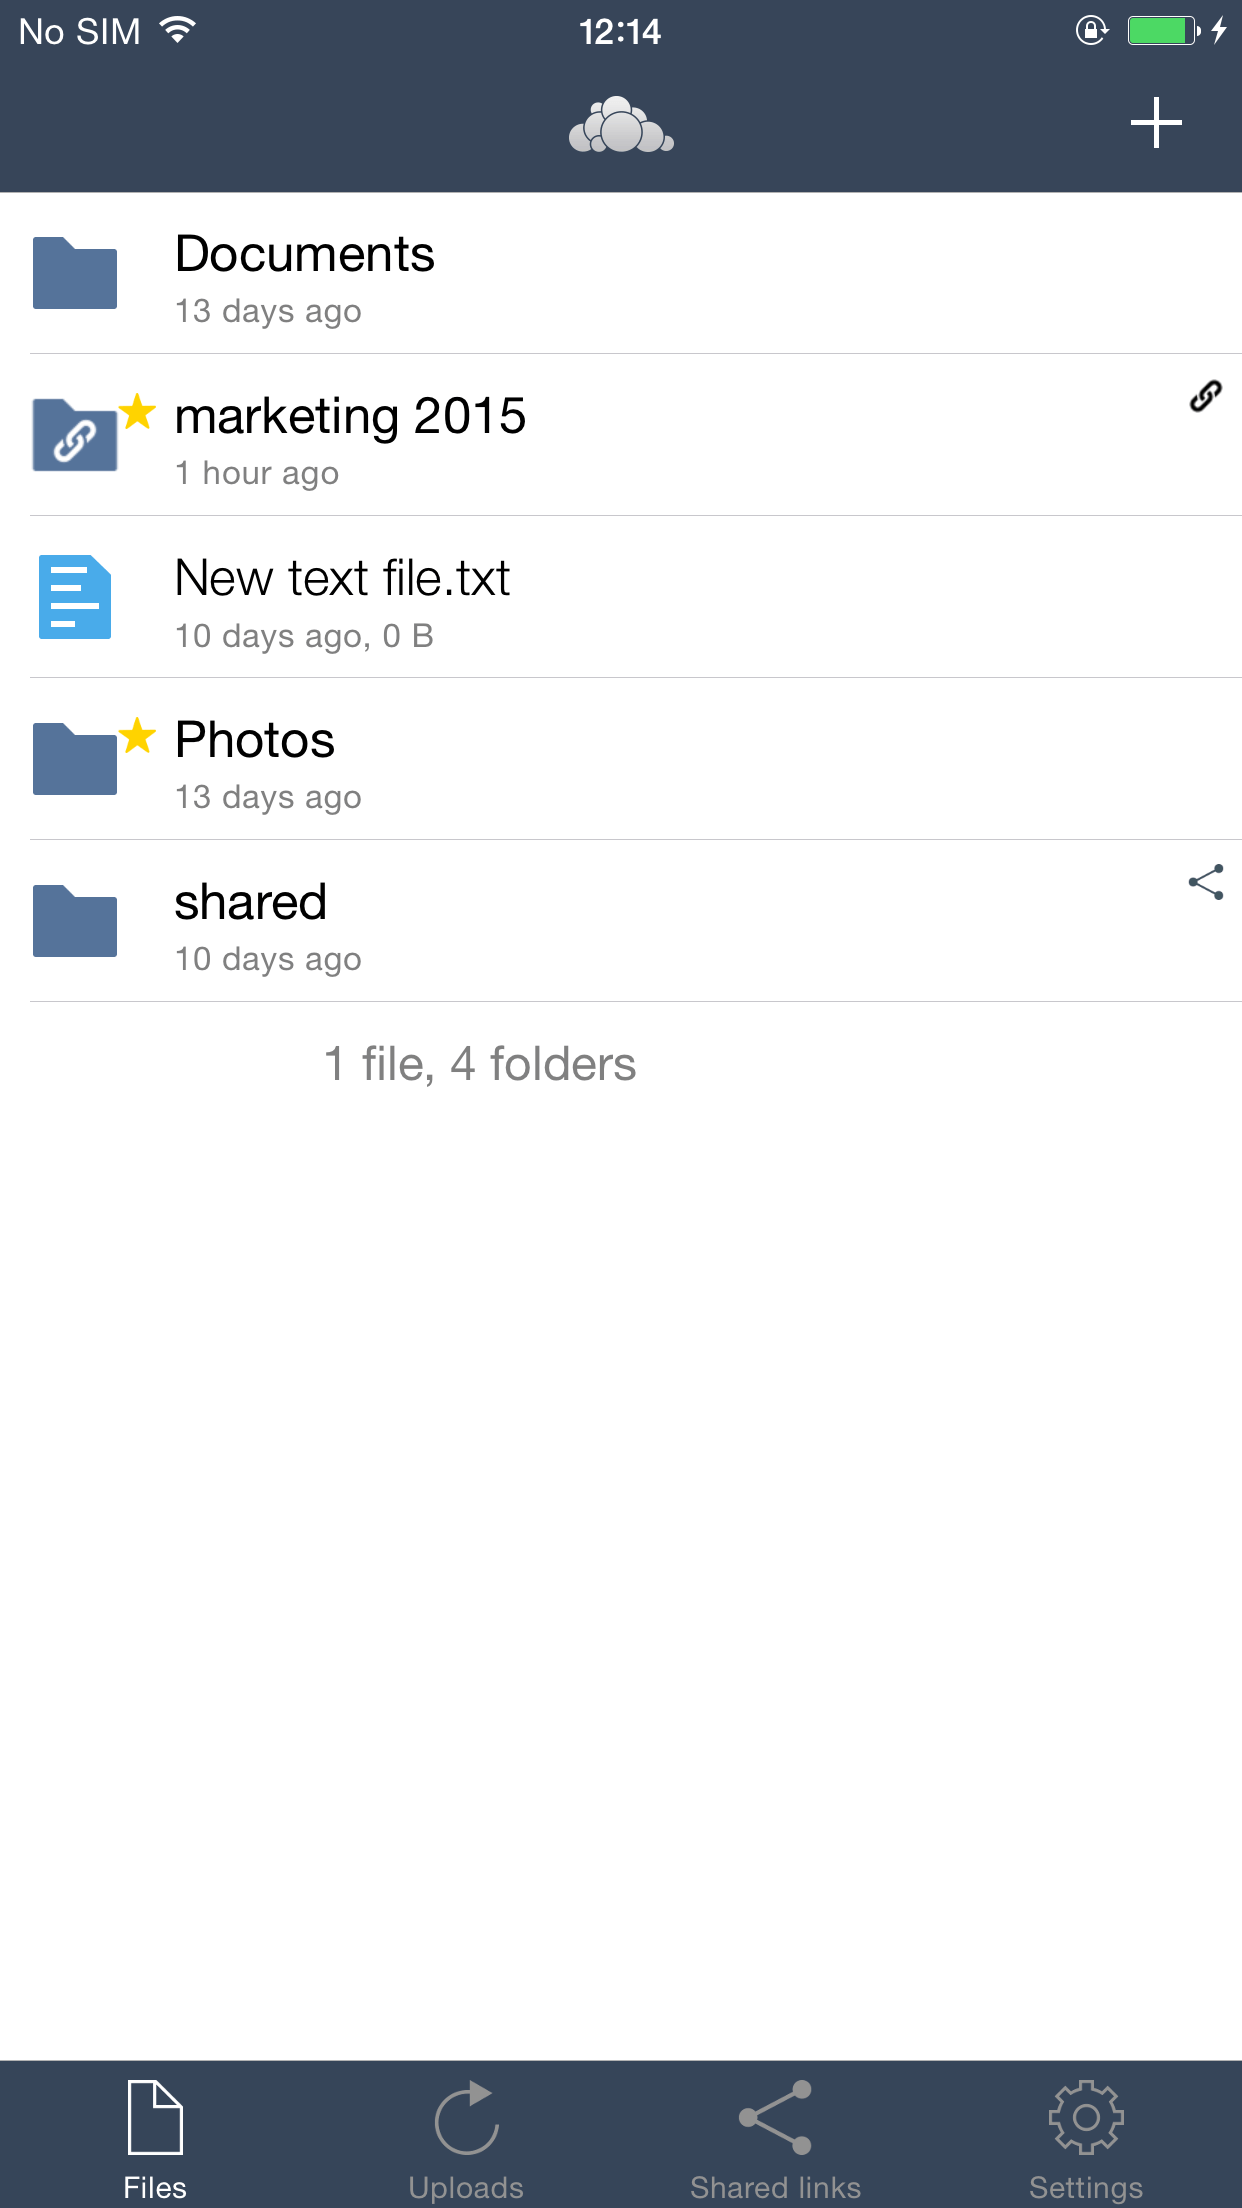 No SIM 12:14
Documents
13 days ago
marketing 2015
1 hour ago
New text file.txt
10 days ago, 0 B
Photos
13 days ago
shared
10 days ago
1 file, 4 folders
Files Uploads Shared links Settings